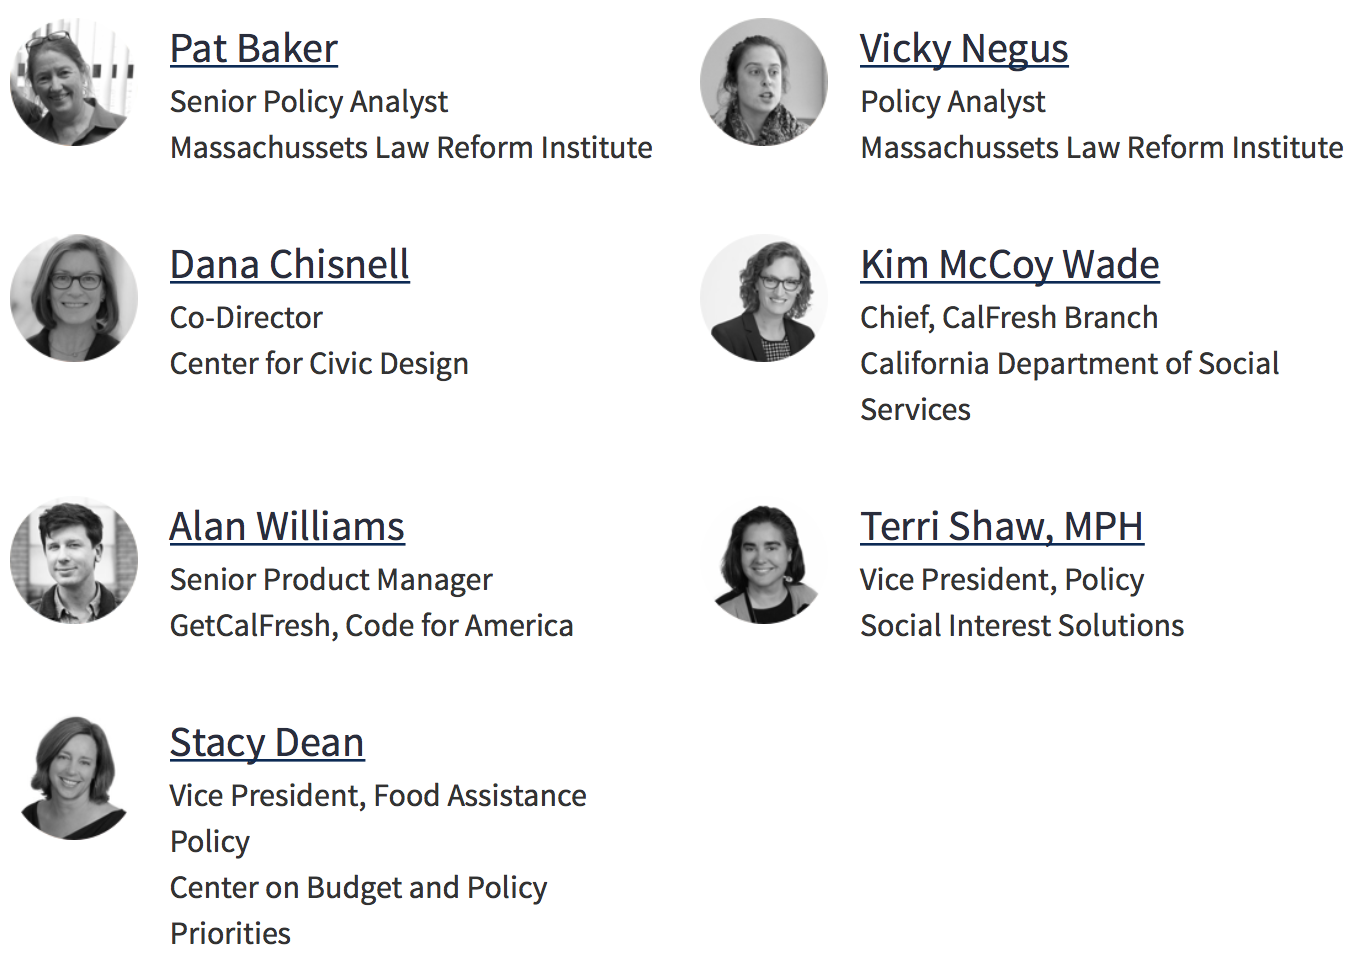 Pat Baker
Senior Policy Analyst
Massachussets Law Reform Institute
Vicky Negus
Policy Analyst
Massachussets Law Reform Institute
Dana Chisnell
Co-Director
Center for Civic Design
Kim McCoy Wade
Chief, CalFresh Branch
California Department of Social
Services
Alan Williams
Senior Product Manager
GetCalFresh, Code for America
Terri Shaw, MPH
Vice President, Policy
Social Interest Solutions
Stacy Dean
Vice President, Food Assistance
Policy
Center on Budget and Policy
Priorities